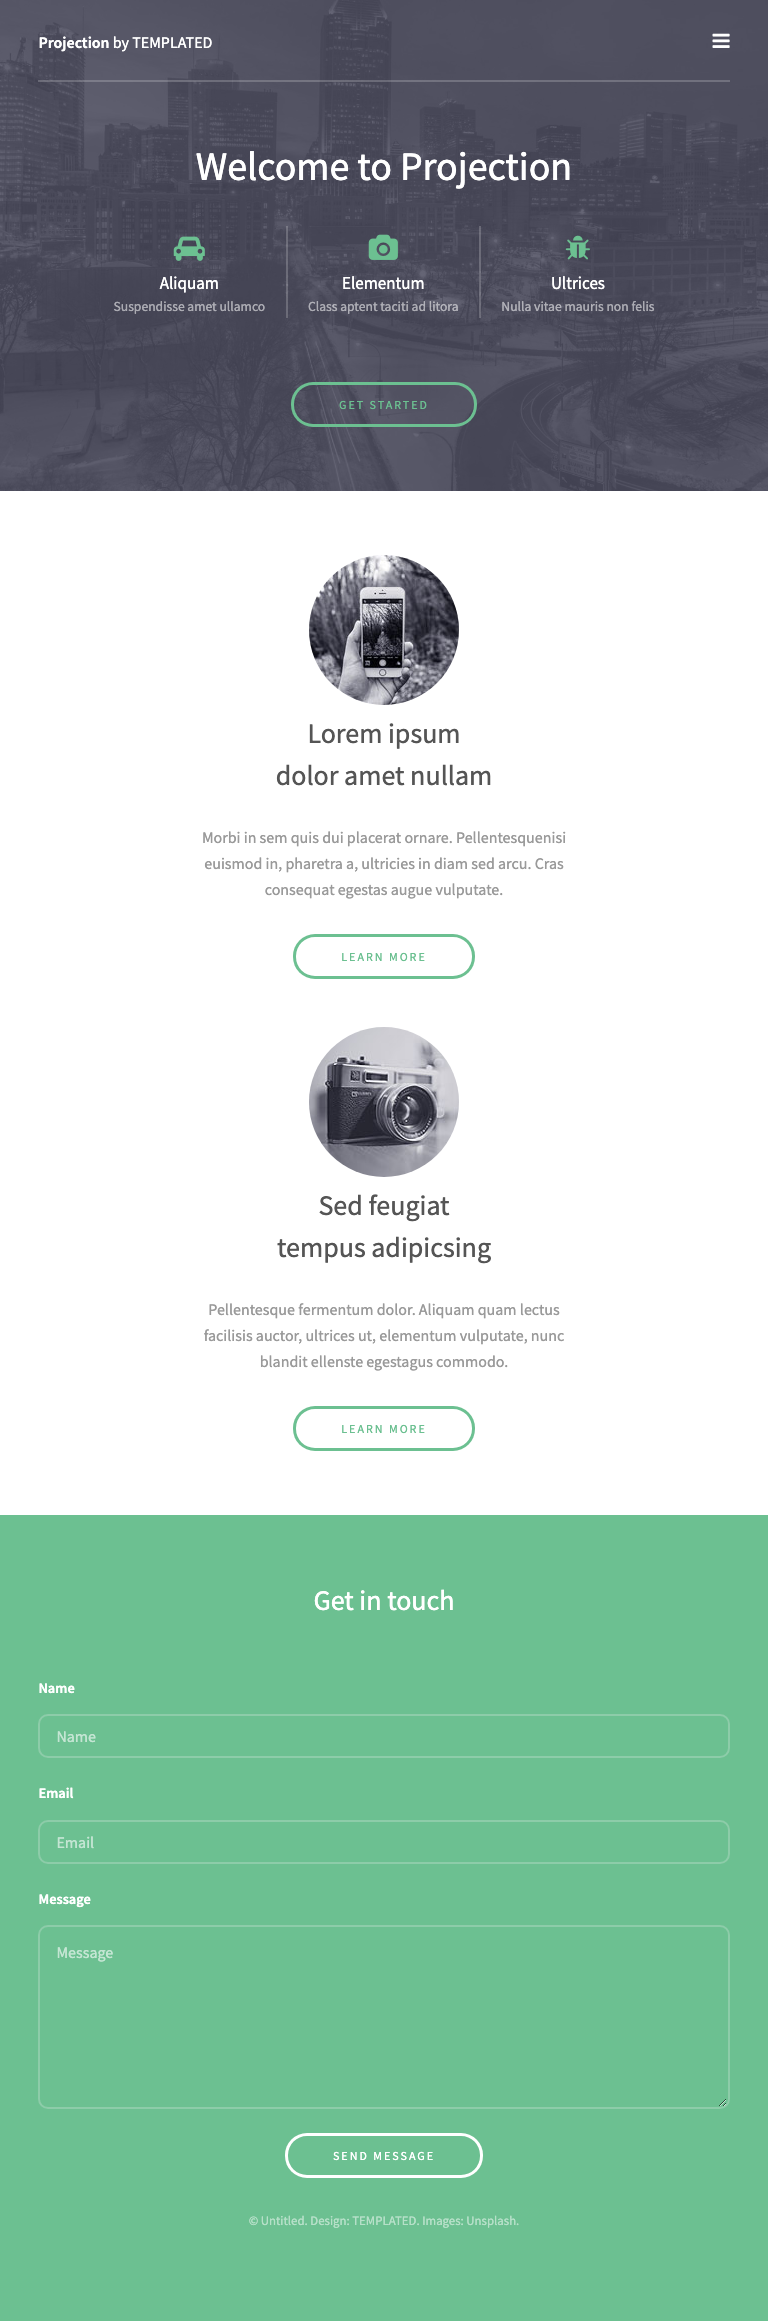 Projection by TEMPLATED
Welcome to Projection
Aliquam
Suspendisse amet ullamco
Elementum
Class aptent taciti ad litora
Ultrices
Nulla vitae mauris non felis
GET STARTED
Lorem ipsum
dolor amet nullam
Morbi in sem quis dui placerat ornare. Pellentesquenisi
euismod in, pharetra a, ultricies in diam sed arcu. Cras
consequat egestas augue vulputate.
LEARN MORE
Sed feugiat
tempus adipicsing
Pellentesque fermentum dolor. Aliquam quam lectus
facilisis auctor, ultrices ut, elementum vulputate, nunc
blandit ellenste egestagus commodo.
LEARN MORE
Get in touch
Name
Name
Email
Email
Message
Message
SEND MESSAGE
© Untitled. Design: TEMPLATED. Images: Unsplash.